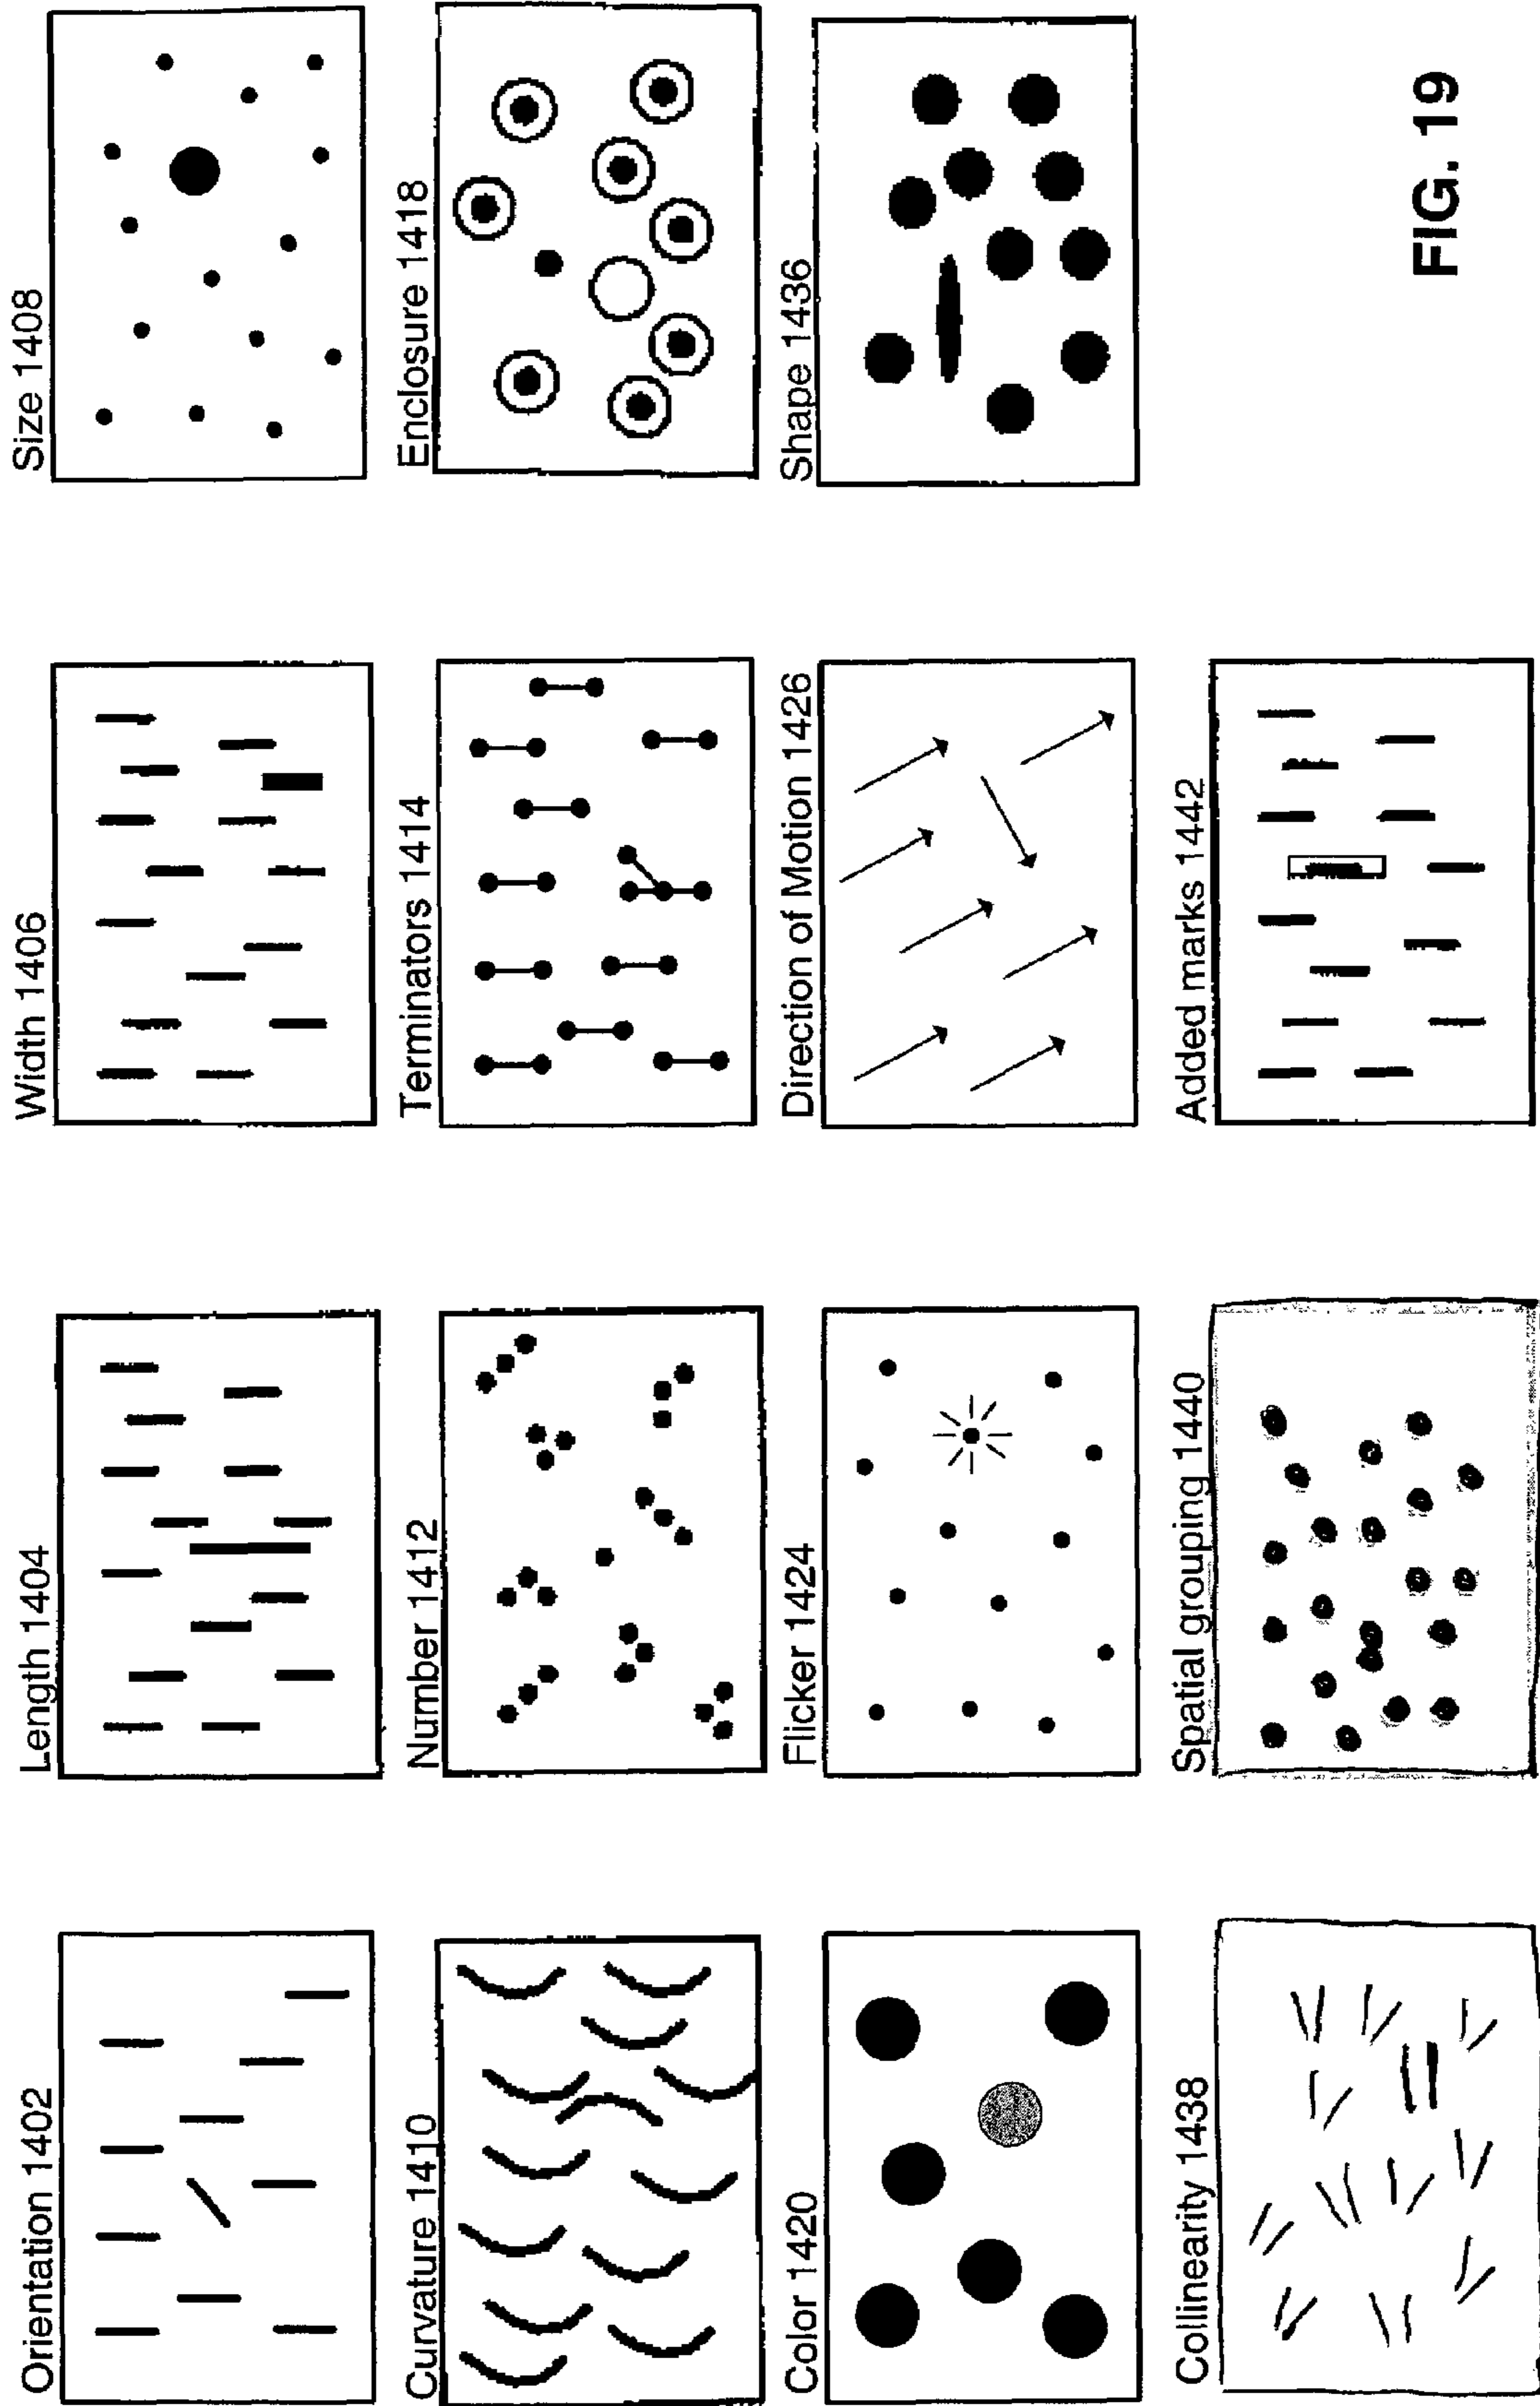 Orientation 1402
Length 1404
Width 1406
Size 1408
Curvature 1410
Number 1412
Terminators 1414
Enclosure 1418
Color 1420
Flicker 1424
Direction of Motion 1426
Shape 1436
Collinearity 1438
Spatial grouping 1440
Added marks 1442
FIG. 19